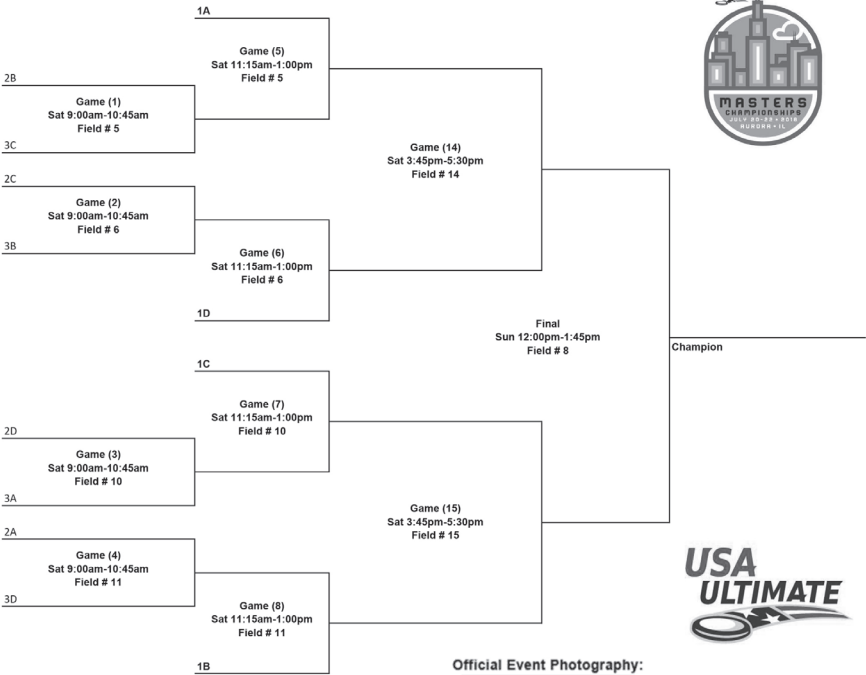 1A
Game (5)
Sat 11:15am-1:00pm
Field # 5
2B
Game (1)
Sat 9:00am-10:45am
Field # 5
3C
2C
Game (2)
Sat 9:00am-10:45am
Field # 6
3B
Game (6)
Sat 11:15am-1:00pm
Field # 6
1D
Game (14)
Sat 3:45pm-5:30pm
Field # 14
MASTERS
CHAMPIONSHIPS
JULY 20-22 • 2018
AURORA • IL
Final
Sun 12:00pm-1:45pm
Field # 8
Champion
1C
Game (7)
Sat 11:15am-1:00pm
Field # 10
2D
Game (3)
Sat 9:00am-10:45am
Field # 10
3A
2A
Game (4)
Sat 9:00am-10:45am
Field # 11
3D
Game (8)
Sat 11:15am-1:00pm
Field # 11
1B
Game (15)
Sat 3:45pm-5:30pm
Field # 15
USA
ULTIMATE
Official Event Photography: